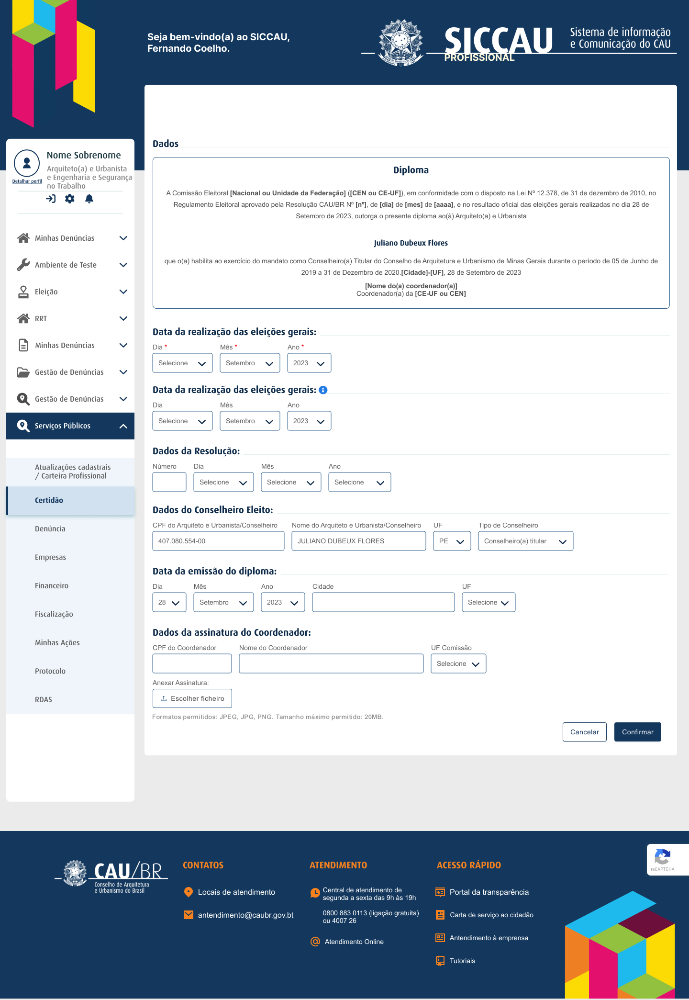 Seja bem-vindo(a) ao SICCAU,
Fernando Coelho.
SICCAU
PROFISSIONAL
Sistema de informação
e Comunicação do CAU
Nome Sobrenome
Arquiteto(a) e Urbanista
e Engenharia e Segurança
no Trabalho
Detalhar perfil
Minhas Denúncias
Ambiente de Teste
Eleição
RRT
Minhas Denúncias
Gestão de Denúncias
Gestão de Denúncias
Serviços Públicos
Atualizações cadastrais
/ Carteira Profissional
Certidão
Denúncia
Empresas
Financeiro
Fiscalização
Minhas Ações
Protocolo
RDAS
Dados
Diploma
A Comissão Eleitoral [Nacional ou Unidade da Federação] ([CEN ou CE-UF]), em conformidade com o disposto na Lei Nº 12.378, de 31 de dezembro de 2010, no
Regulamento Eleitoral aprovado pela Resolução CAU/BR Nº [nº], de [dia] de [mes] de [aaaa], e no resultado oficial das eleições gerais realizadas no dia 28 de
Setembro de 2023, outorga o presente diploma ao(à) Arquiteto(a) e Urbanista
Juliano Dubeux Flores
que o(a) habilita ao exercício do mandato como Conselheiro(a) Titular do Conselho de Arquitetura e Urbanismo de Minas Gerais durante o período de 05 de Junho de
2019 a 31 de Dezembro de 2020.[Cidade]-[UF], 28 de Setembro de 2023
[Nome do(a) coordenador(a)]
Coordenador(a) da [CE-UF ou CEN]
Data da realização das eleições gerais:
Dia * Mês * Ano *
Selecione Setembro 2023
Data da realização das eleições gerais:
Dia Mês Ano
Selecione Setembro 2023
Dados da Resolução:
Número Dia Mês Ano
Selecione Selecione Selecione
Dados do Conselheiro Eleito:
CPF do Arquiteto e Urbanista/Conselheiro Nome do Arquiteto e Urbanista/Conselheiro UF Tipo de Conselheiro
407.080.554-00 JULIANO DUBEUX FLORES PE Conselheiro(a) titular
Data da emissão do diploma:
Dia Mês Ano Cidade UF
28 Setembro 2023 Selecione
Dados da assinatura do Coordenador:
CPF do Coordenador Nome do Coordenador UF Comissão
Selecione
Anexar Assinatura:
Escolher ficheiro
Formatos permitidos: JPEG, JPG, PNG. Tamanho máximo permitido: 20MB.
Cancelar Confirmar
CAU/BR
Conselho de Arquitetura
e Urbanismo do Brasil
CONTATOS
Locais de atendimento
antendimento@caubr.gov.bt
ATENDIMENTO
Central de atendimento de
segunda a sexta das 9h às 19h
0800 883 0113 (ligação gratuita)
ou 4007 26
Atendimento Online
ACESSO RÁPIDO
Portal da transparência
Carta de serviço ao cidadão
Antendimento à emprensa
Tutoriais
reCAPTCHA